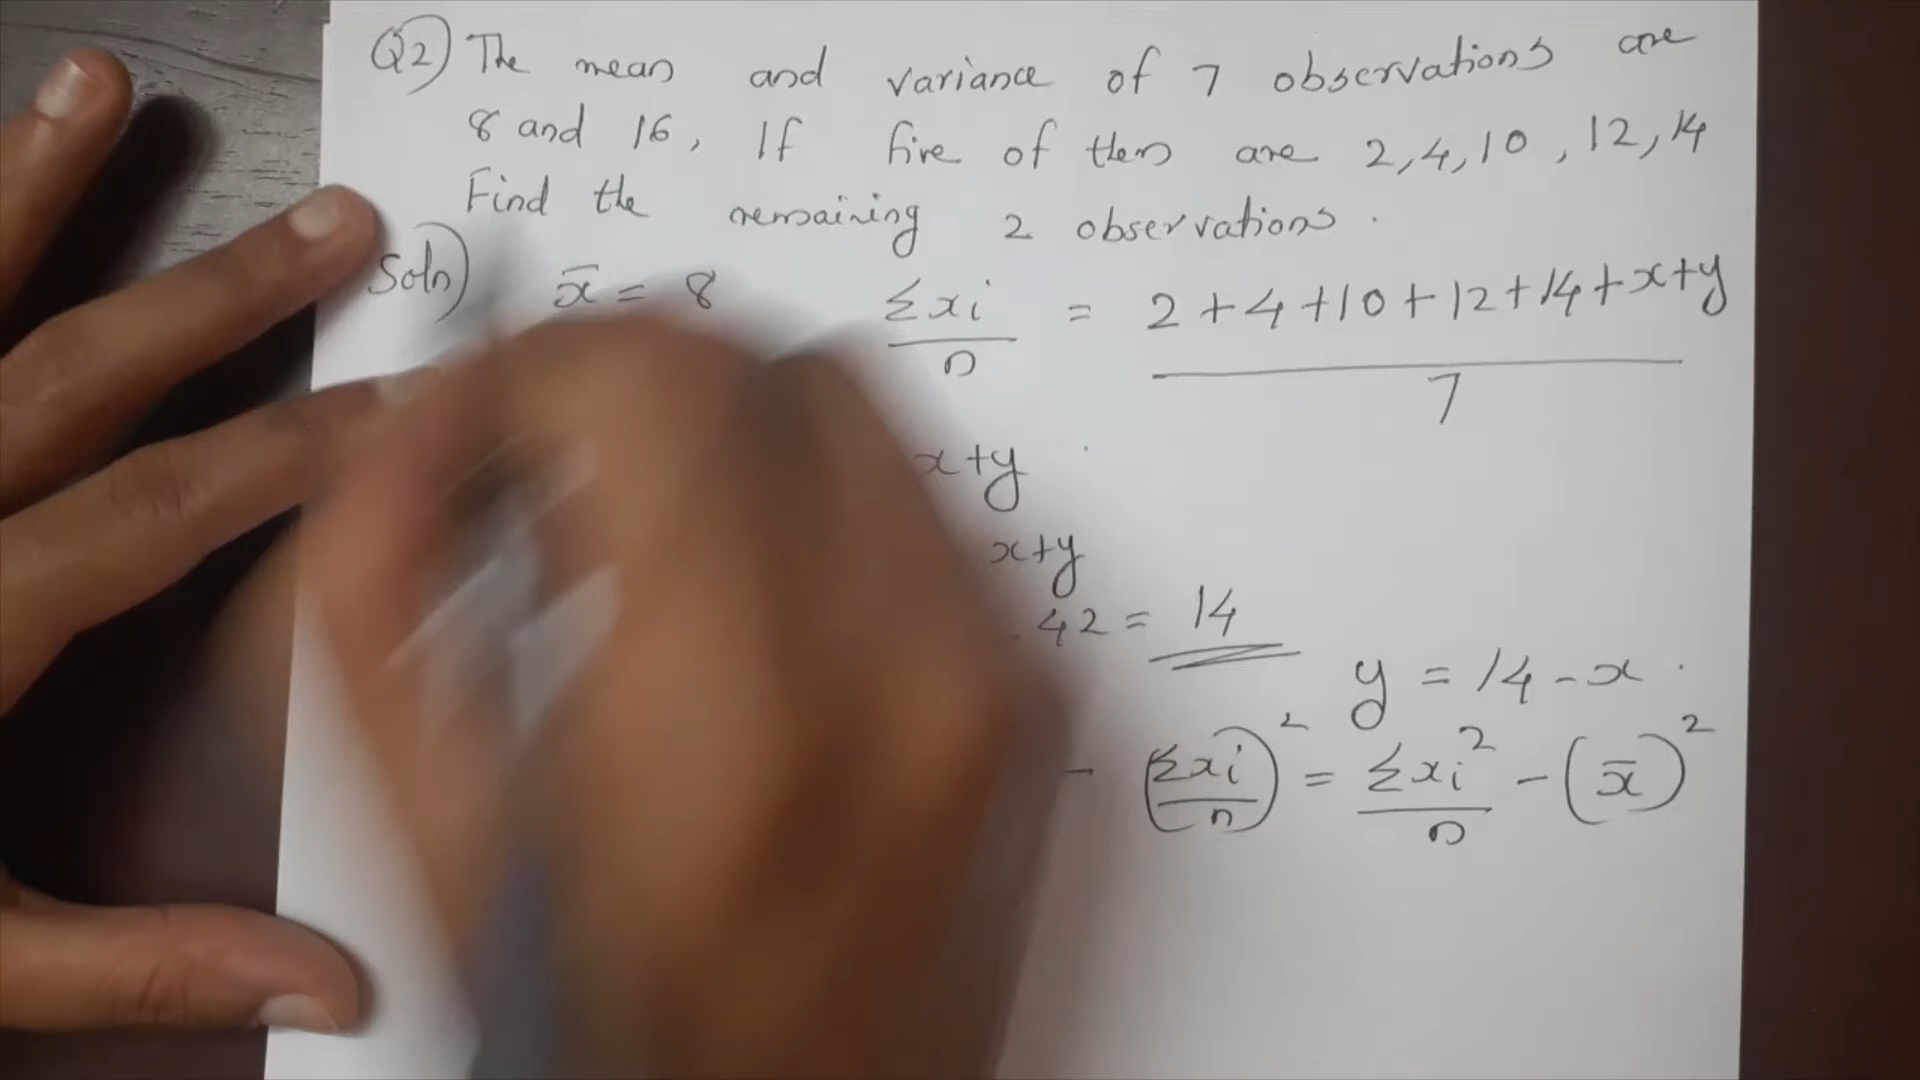 Q2) The mean and variance of 7 observations are
8 and 16, If five of them are 2,4,10,12,14
Find the remaining 2 observations.
Soln) x̄ = 8 Σxi/n = 2+4+10+12+14+x+y/7
x+y
x+y
42 = 14
y = 14-x
- (Σxi/n)² = Σxi²/n - (x̄)²